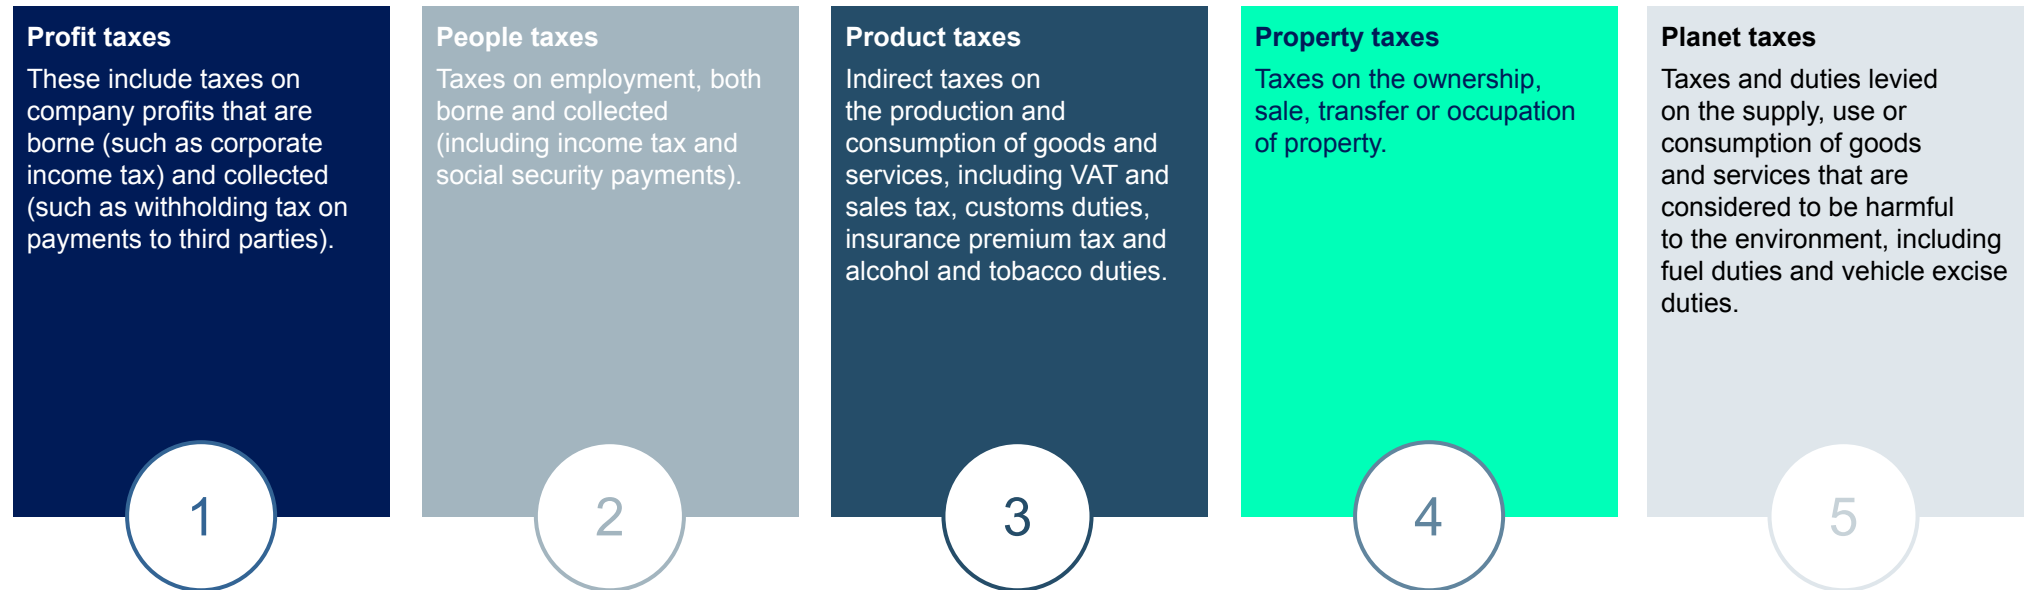 Profit taxes
These include taxes on
company profits that are
borne (such as corporate
income tax) and collected
(such as withholding tax on
payments to third parties).
1
People taxes
Taxes on employment, both
borne and collected
(including income tax and
social security payments).
2
Product taxes
Indirect taxes on
the production and
consumption of goods and
services, including VAT and
sales tax, customs duties,
insurance premium tax and
alcohol and tobacco duties.
3
Property taxes
Taxes on the ownership,
sale, transfer or occupation
of property.
4
Planet taxes
Taxes and duties levied
on the supply, use or
consumption of goods
and services that are
considered to be harmful
to the environment, including
fuel duties and vehicle excise
duties.
5